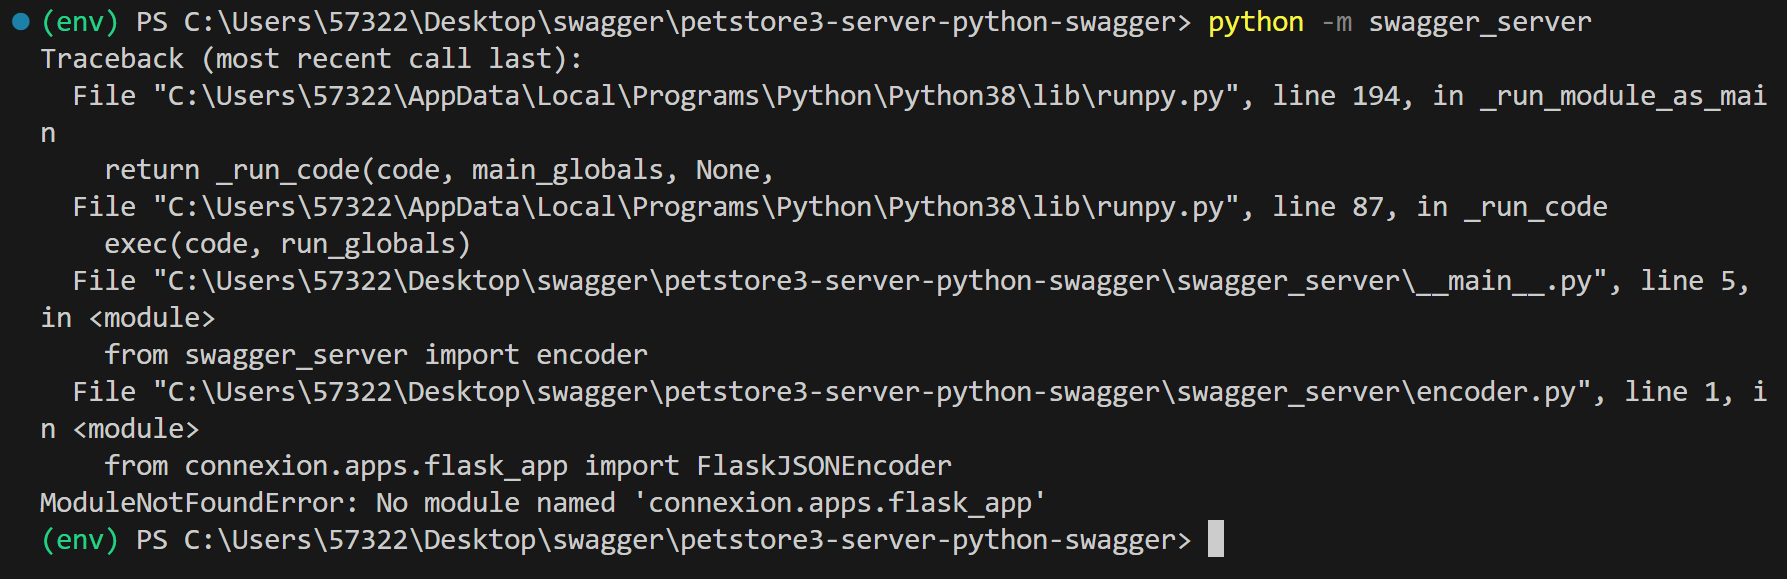 (env) PS C:\Users\57322\Desktop\swagger\petstore3-server-python-swagger> python -m swagger_server
Traceback (most recent call last):
  File "C:\Users\57322\AppData\Local\Programs\Python\Python38\lib\runpy.py", line 194, in _run_module_as_mai
n
    return _run_code(code, main_globals, None,
  File "C:\Users\57322\AppData\Local\Programs\Python\Python38\lib\runpy.py", line 87, in _run_code
    exec(code, run_globals)
  File "C:\Users\57322\Desktop\swagger\petstore3-server-python-swagger\swagger_server\__main__.py", line 5,
in <module>
    from swagger_server import encoder
  File "C:\Users\57322\Desktop\swagger\petstore3-server-python-swagger\swagger_server\encoder.py", line 1, i
n <module>
    from connexion.apps.flask_app import FlaskJSONEncoder
ModuleNotFoundError: No module named 'connexion.apps.flask_app'
(env) PS C:\Users\57322\Desktop\swagger\petstore3-server-python-swagger>